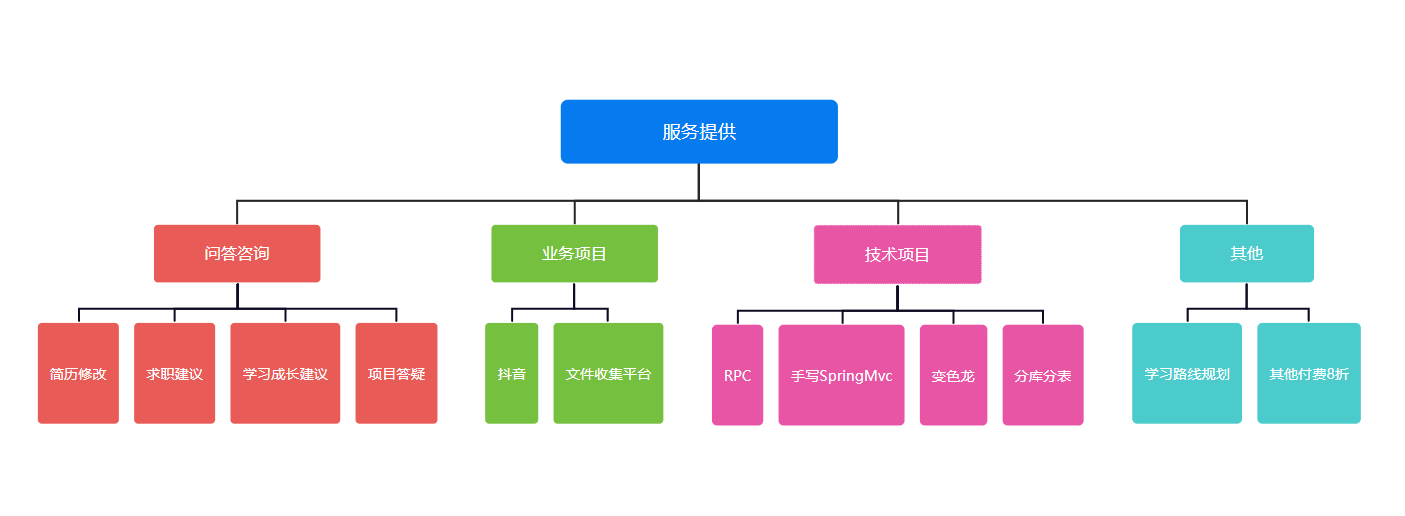 服务提供
问答咨询
业务项目
技术项目
其他
简历修改
求职建议
学习成长建议
项目答疑
抖音
文件收集平台
RPC
手写SpringMvc
变色龙
分库分表
学习路线规划
其他付费8折